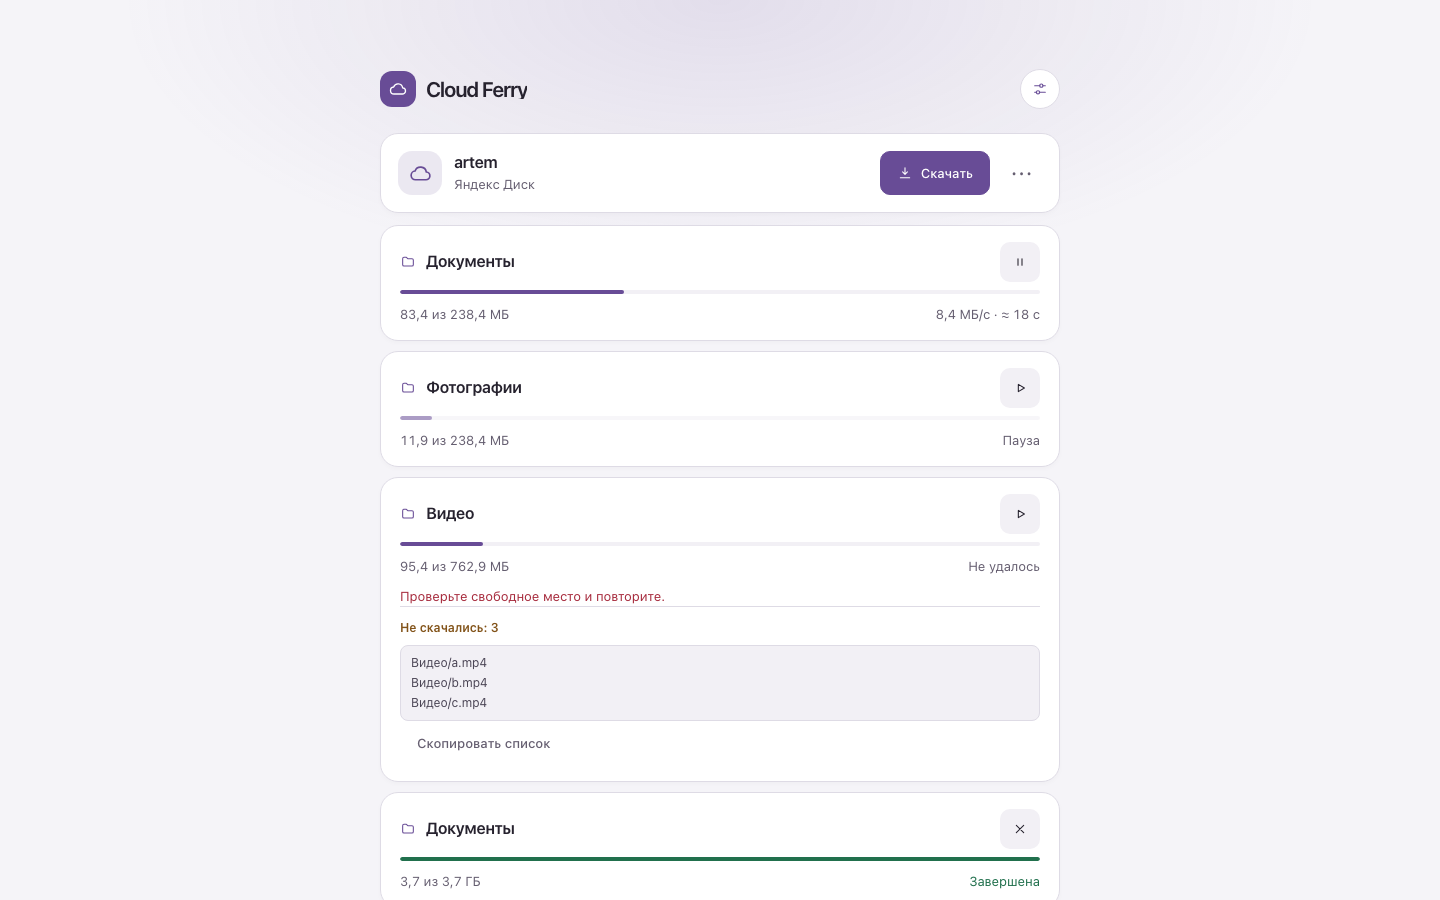 Cloud Ferry
artem
Яндекс Диск
Скачать
Документы
83,4 из 238,4 МБ
8,4 МБ/с · ≈ 18 с
Фотографии
11,9 из 238,4 МБ
Пауза
Видео
95,4 из 762,9 МБ
Не удалось
Проверьте свободное место и повторите.
Не скачались: 3
Видео/a.mp4
Видео/b.mp4
Видео/c.mp4
Скопировать список
Документы
3,7 из 3,7 ГБ
Завершена